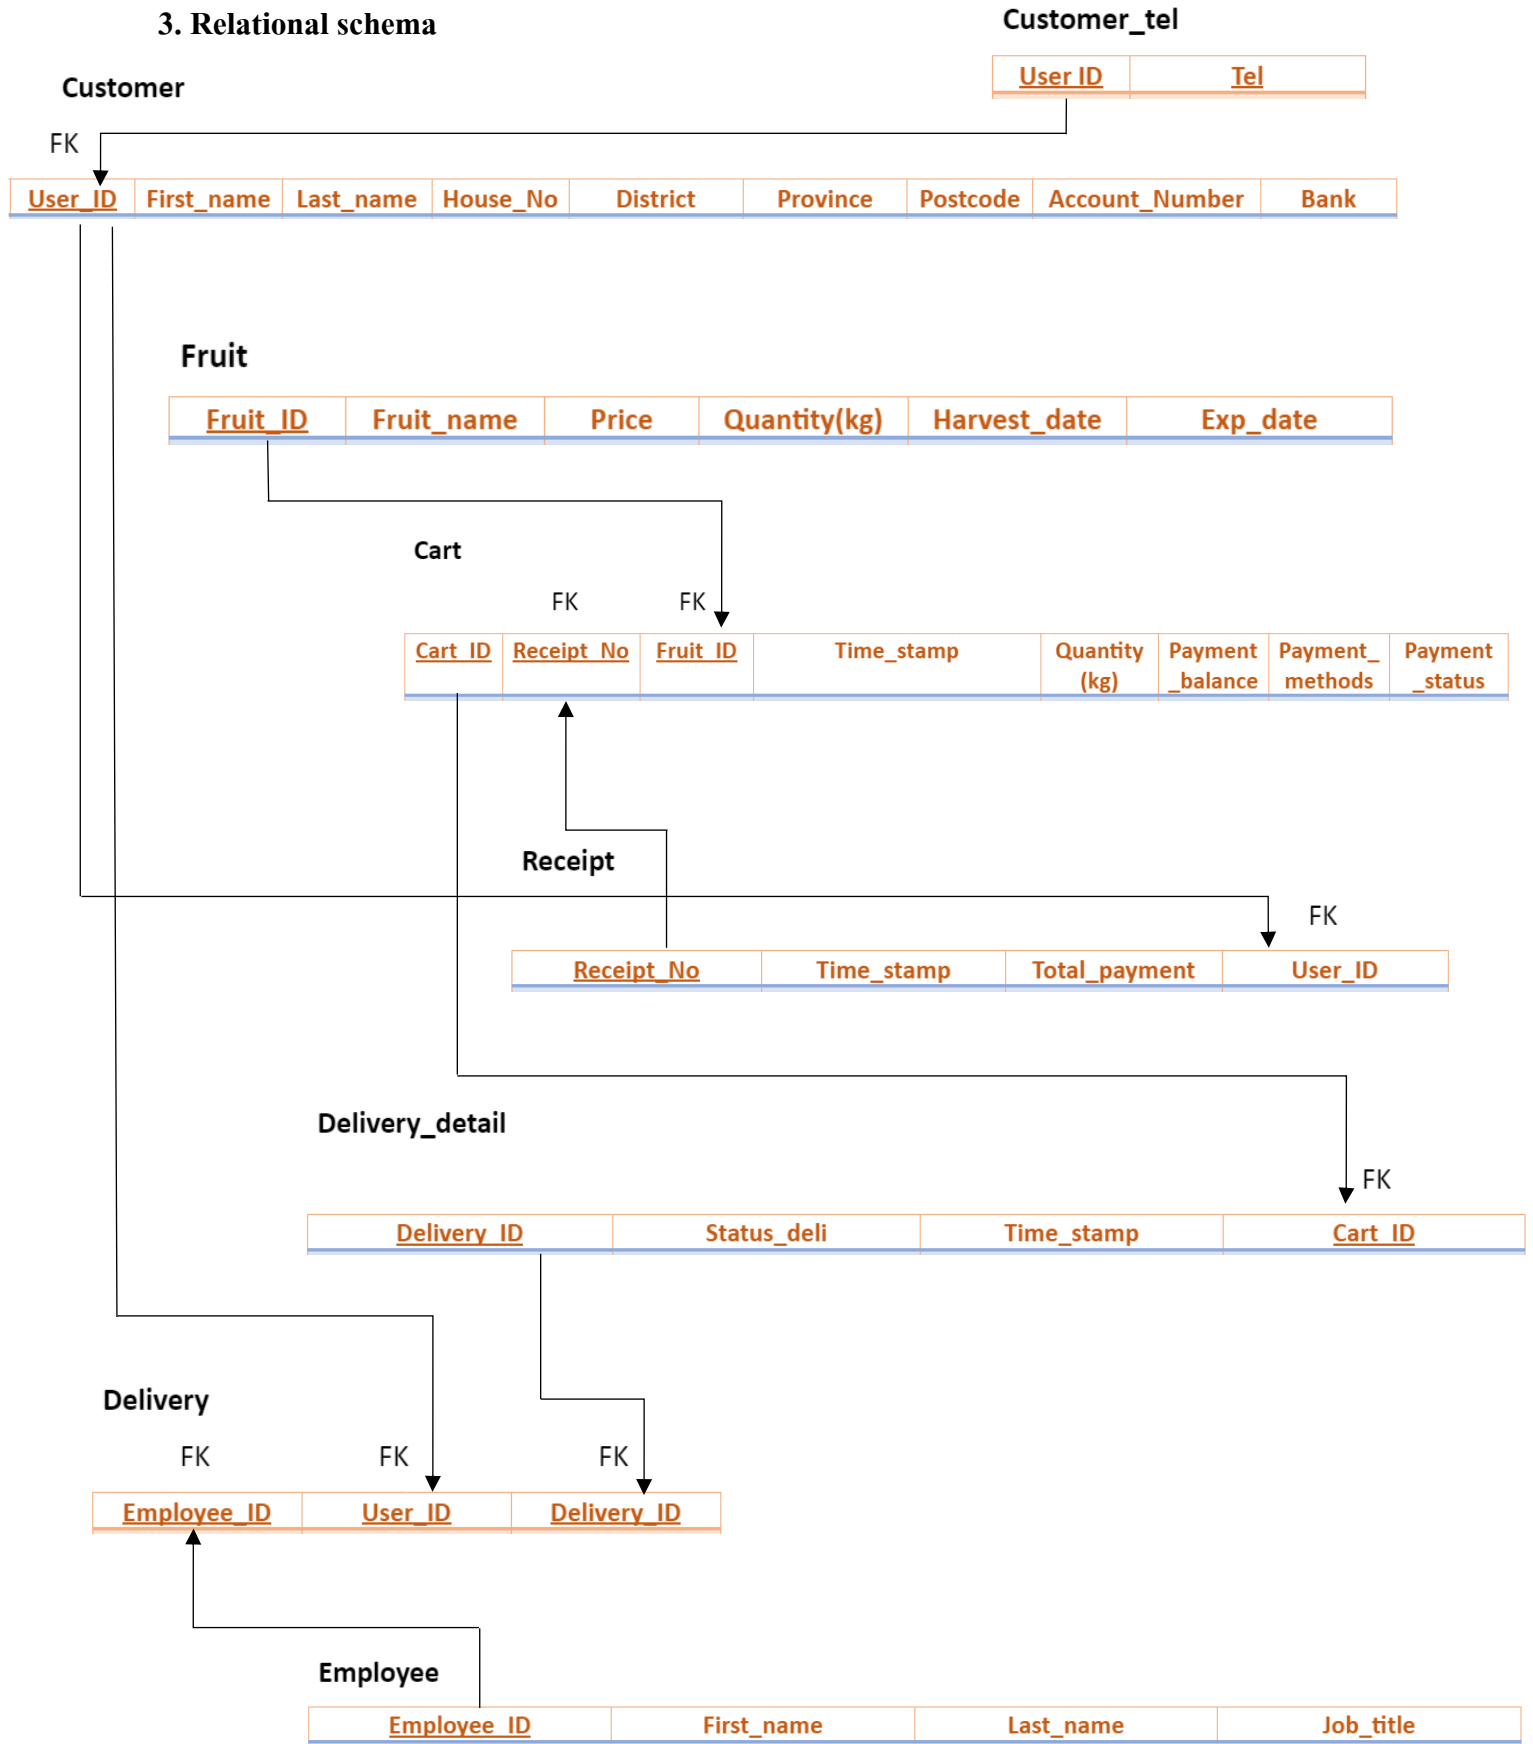 3. Relational schema
Customer_tel
User ID Tel
Customer
FK
User_ID First_name Last_name House_No District Province Postcode Account_Number Bank
Fruit
Fruit_ID Fruit_name Price Quantity(kg) Harvest_date Exp_date
Cart
FK FK
Cart_ID Receipt_No Fruit_ID Time_stamp Quantity Payment Payment_ Payment
(kg) _balance methods _status
Receipt
FK
Receipt_No Time_stamp Total_payment User_ID
Delivery_detail
FK
Delivery_ID Status_deli Time_stamp Cart_ID
Delivery
FK FK FK
Employee_ID User_ID Delivery_ID
Employee
Employee_ID First_name Last_name Job_title